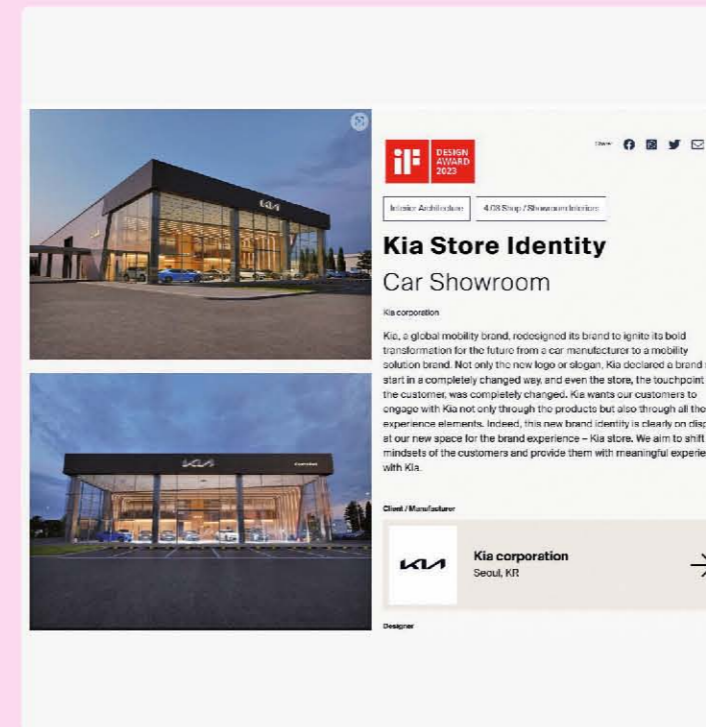 KIA
KIA
iF
DESIGN
AWARD
2023
Share
Interior Architecture
4.03 Shop / Showroom Interiors
Kia Store Identity
Car Showroom
Kia corporation
Kia, a global mobility brand, redesigned its brand to ignite its bold
transformation for the future from a car manufacturer to a mobility
solution brand. Not only the new logo or slogan, Kia declared a brand
start in a completely changed way, and even the store, the touchpoint
the customer, was completely changed. Kia wants our customers to
engage with Kia not only through the products but also through all the
experience elements. Indeed, this new brand identity is clearly on disp
at our new space for the brand experience – Kia store. We aim to shift
mindsets of the customers and provide them with meaningful experie
with Kia.
Client / Manufacturer
KIA
Kia corporation
Seoul, KR
Designer